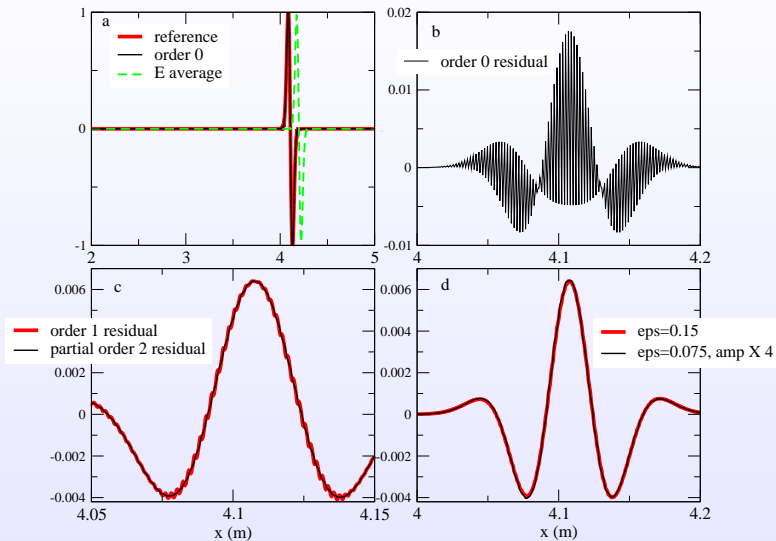 a
reference
order 0
E average
1
0
-1
2
3
4
5
b
order 0 residual
0.02
0.01
0
-0.01
4
4.1
4.2
c
order 1 residual
partial order 2 residual
0.006
0.004
0.002
0
-0.002
-0.004
4.05
4.1
4.15
x (m)
d
eps=0.15
eps=0.075, amp X 4
0.006
0.004
0.002
0
-0.002
-0.004
4
4.1
4.2
x (m)